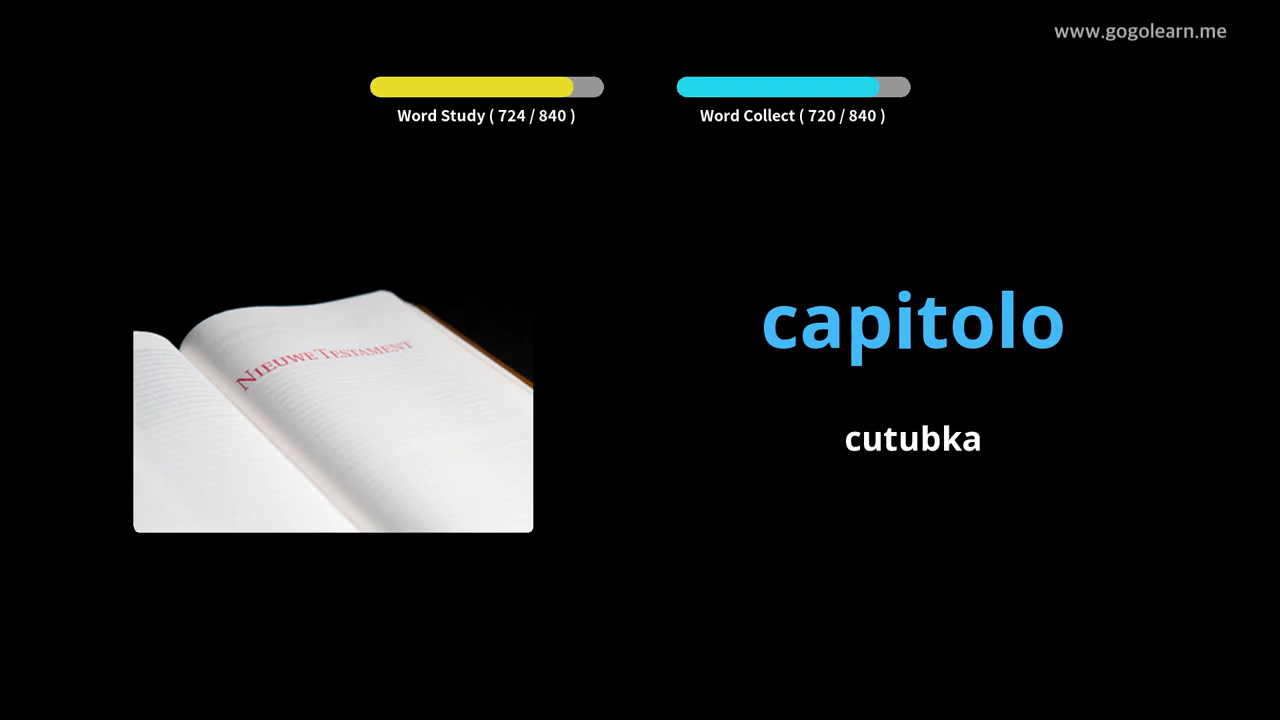 www.gogolearn.me
Word Study ( 724 / 840 )
Word Collect ( 720 / 840 )
NIEUWE TESTAMENT
capitolo
cutubka